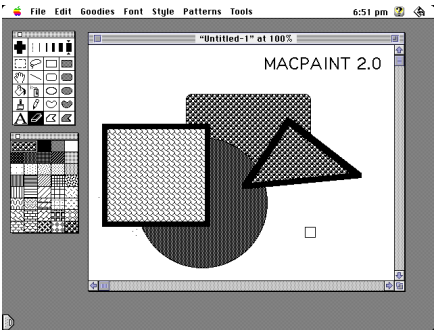 File Edit Goodies Font Style Patterns Tools 6:51 pm
"Untitled-1" at 100%
MACPAINT 2.0
A